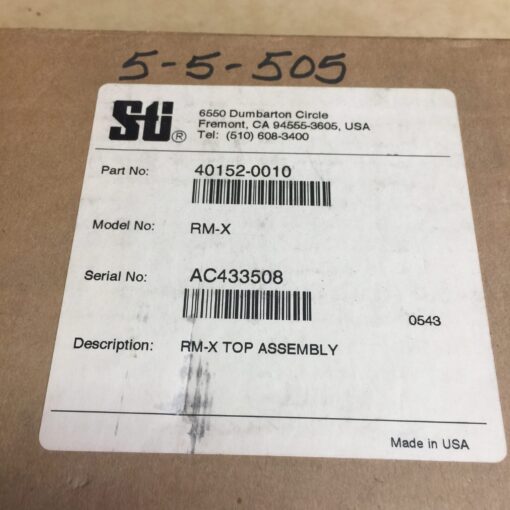 5-5-505
Sti®
6550 Dumbarton Circle
Fremont, CA 94555-3605, USA
Tel: (510) 608-3400
Part No: 40152-0010
Model No: RM-X
Serial No: AC433508
0543
Description: RM-X TOP ASSEMBLY
Made in USA